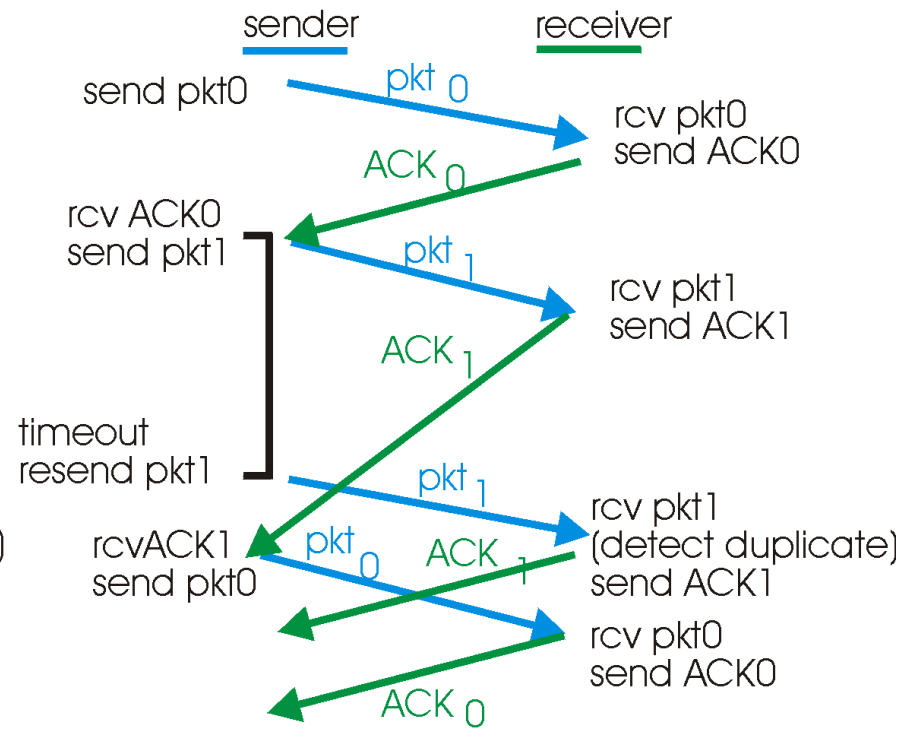 sender
receiver
send pkt0
pkt 0
rcv pkt0
send ACK0
ACK 0
rcv ACK0
send pkt1
pkt 1
rcv pkt1
send ACK1
ACK 1
timeout
resend pkt1
pkt 1
rcv pkt1
(detect duplicate)
send ACK1
)
rcvACK1
send pkt0
pkt 0
ACK 1
rcv pkt0
send ACK0
ACK 0